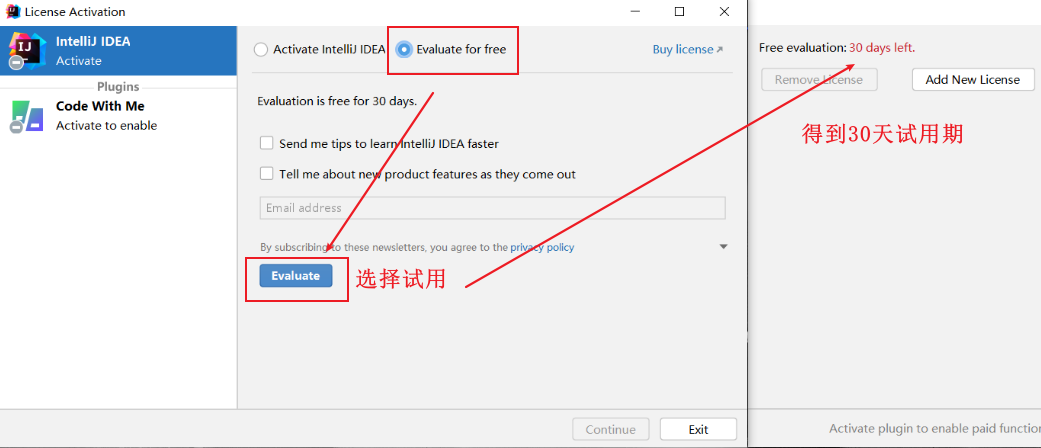 License Activation
IntelliJ IDEA
Activate
Plugins
Code With Me
Activate to enable
Activate IntelliJ IDEA
Evaluate for free
Buy license
Evaluation is free for 30 days.
Send me tips to learn IntelliJ IDEA faster
Tell me about new product features as they come out
Email address
By subscribing to these newsletters, you agree to the privacy policy
Evaluate
选择试用
Continue
Exit
Free evaluation: 30 days left.
Remove License
Add New License
得到30天试用期
Activate plugin to enable paid function